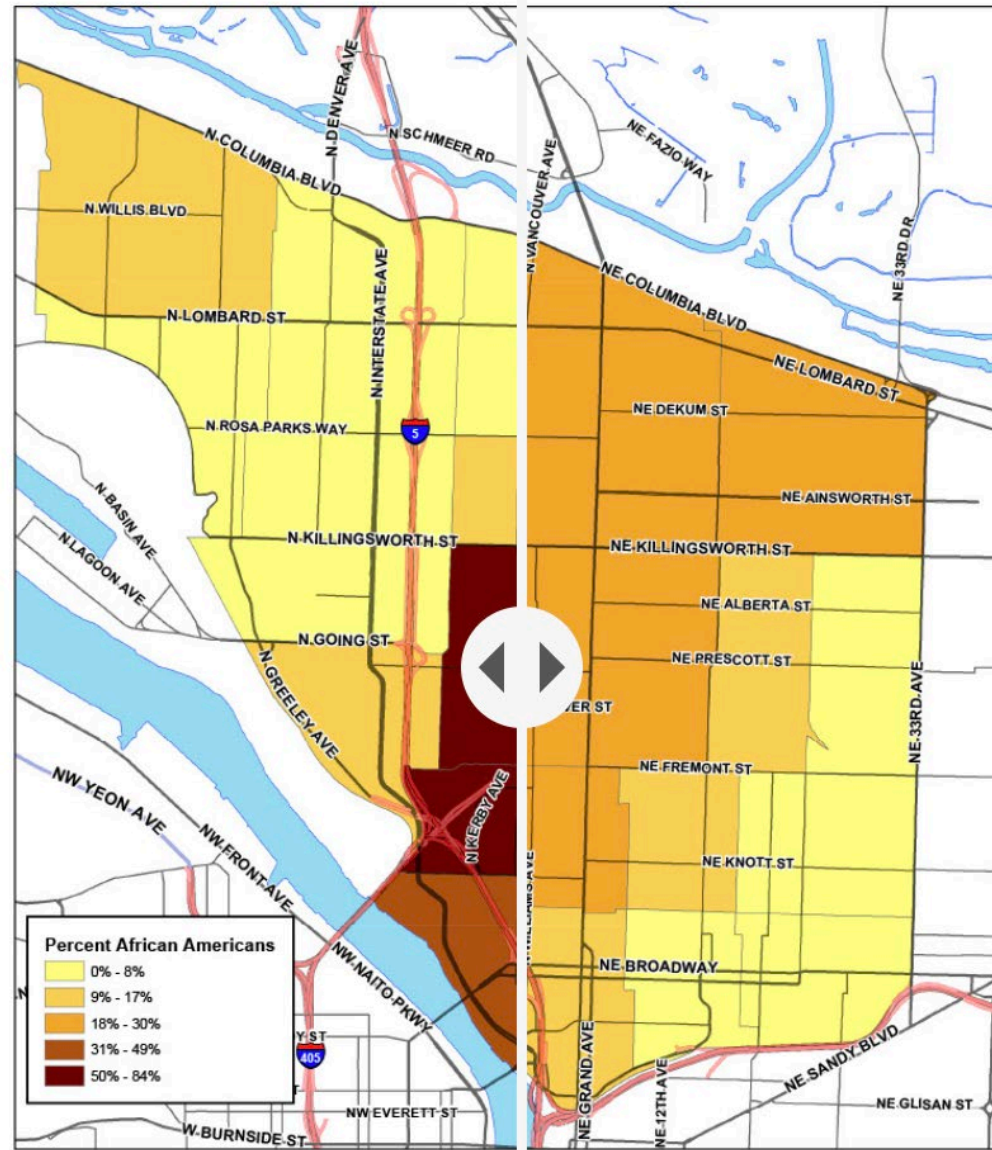 N DENVER AVE
N SCHMEER RD
N COLUMBIA BLVD
N WILLIS BLVD
N INTERSTATE AVE
N LOMBARD ST
N ROSA PARKS WAY
5
N BASIN AVE
N LAGOON AVE
N KILLINGSWORTH ST
N GOING ST
N GREELEY AVE
N KERBY AVE
NW YEON AVE
NW FRONT AVE
NW NAITO PKWY
Percent African Americans
0% - 8%
9% - 17%
18% - 30%
31% - 49%
50% - 84%
Y ST
405
NW EVERETT ST
W BURNSIDE ST
N VANCOUVER AVE
NE FAZIO WAY
NE 33RD DR
NE COLUMBIA BLVD
NE LOMBARD ST
NE DEKUM ST
NE AINSWORTH ST
NE KILLINGSWORTH ST
NE ALBERTA ST
NE PRESCOTT ST
VER ST
NE 33RD AVE
NE FREMONT ST
NE KNOTT ST
WILLIAMS AVE
NE BROADWAY
NE GRAND AVE
NE 12TH AVE
NE SANDY BLVD
NE GLISAN ST